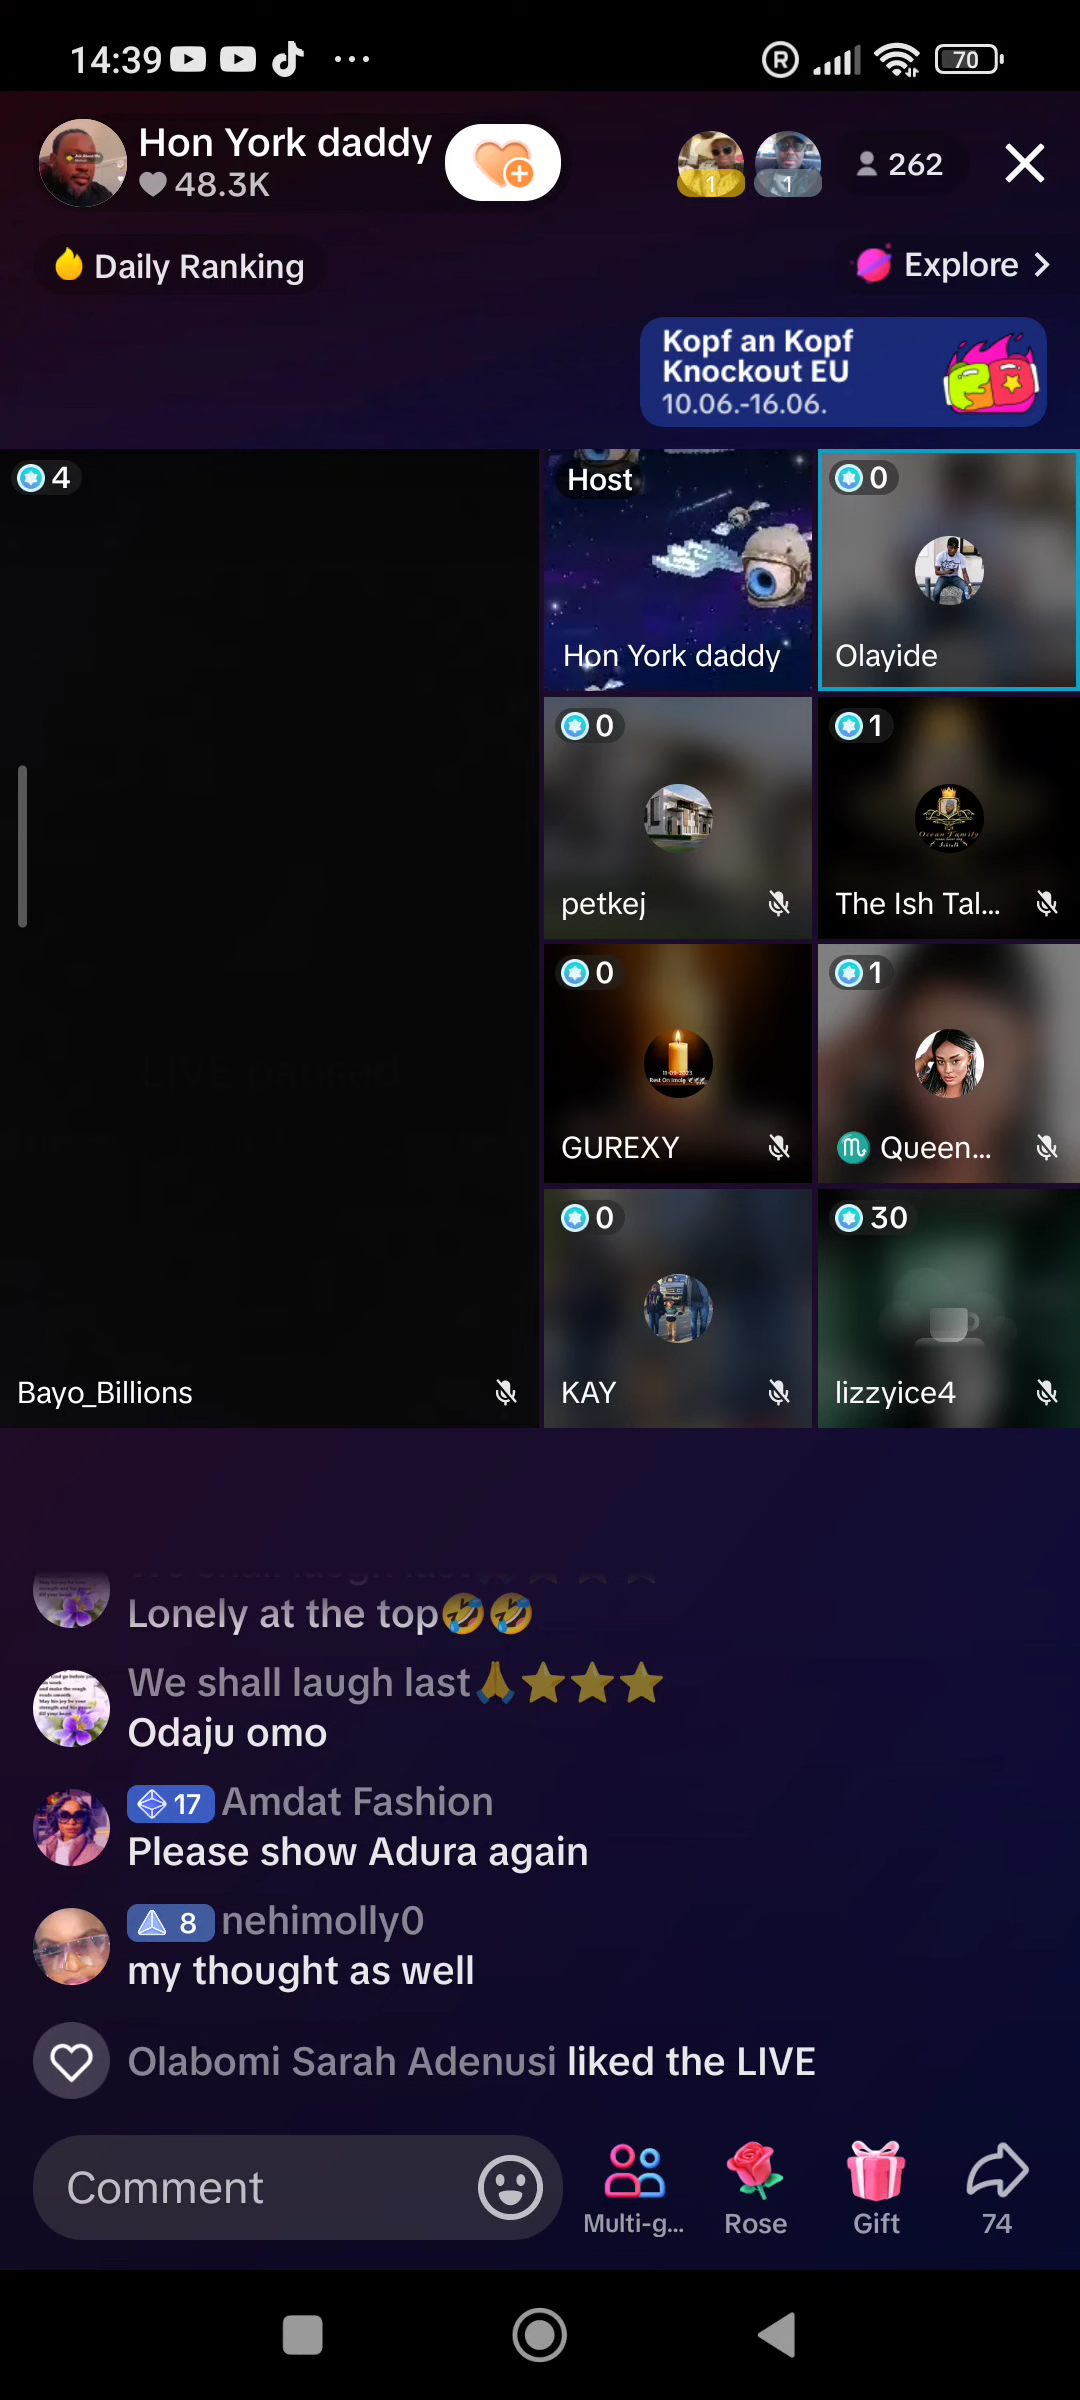 14:39
R
70
Hon York daddy
48.3K
1
1
262
Daily Ranking
Explore
Kopf an Kopf
Knockout EU
10.06.-16.06.
4
Host
0
Hon York daddy
Olayide
0
1
petkej
The Ish Tal...
0
1
GUREXY
♏ Queen...
0
30
Bayo_Billions
KAY
lizzyice4
Lonely at the top🤣🤣
We shall laugh last🙏⭐⭐⭐
Odaju omo
17 Amdat Fashion
Please show Adura again
8 nehimolly0
my thought as well
Olabomi Sarah Adenusi liked the LIVE
Comment
Multi-g...
Rose
Gift
74